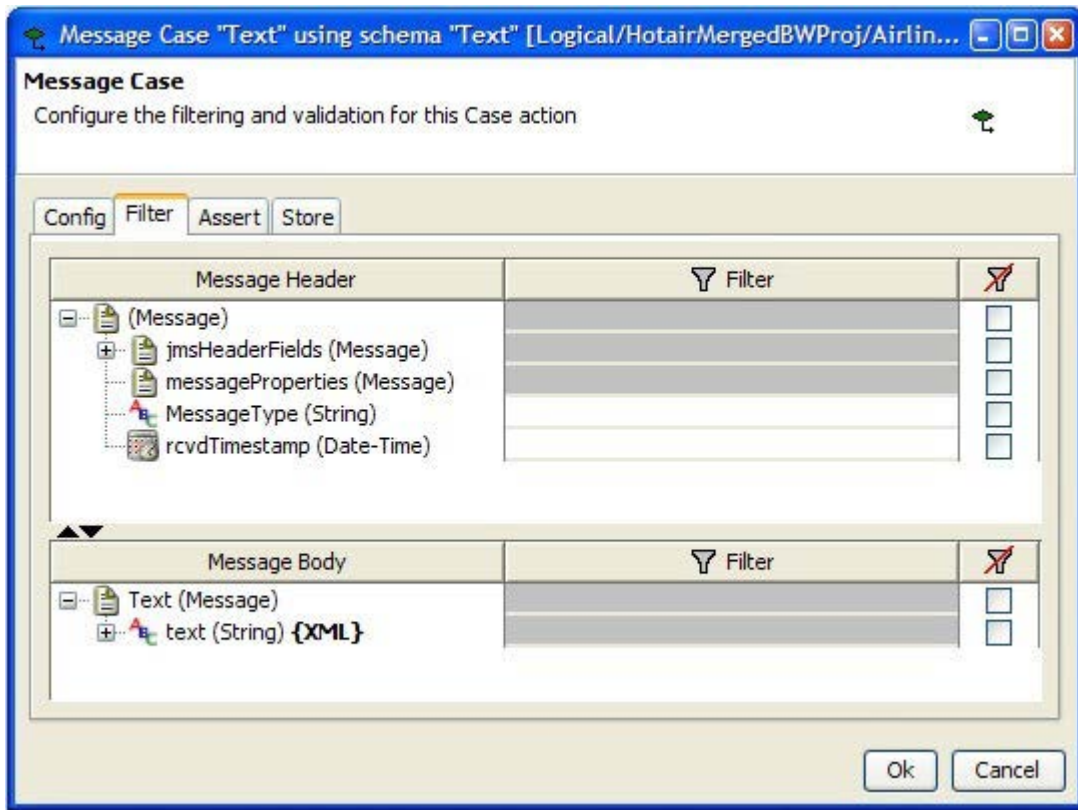 Message Case "Text" using schema "Text" [Logical/HotairMergedBWProj/Airlin...
Message Case
Configure the filtering and validation for this Case action
Config Filter Assert Store
Message Header Filter
(Message)
jmsHeaderFields (Message)
messageProperties (Message)
MessageType (String)
rcvdTimestamp (Date-Time)
Message Body Filter
Text (Message)
text (String) {XML}
Ok Cancel